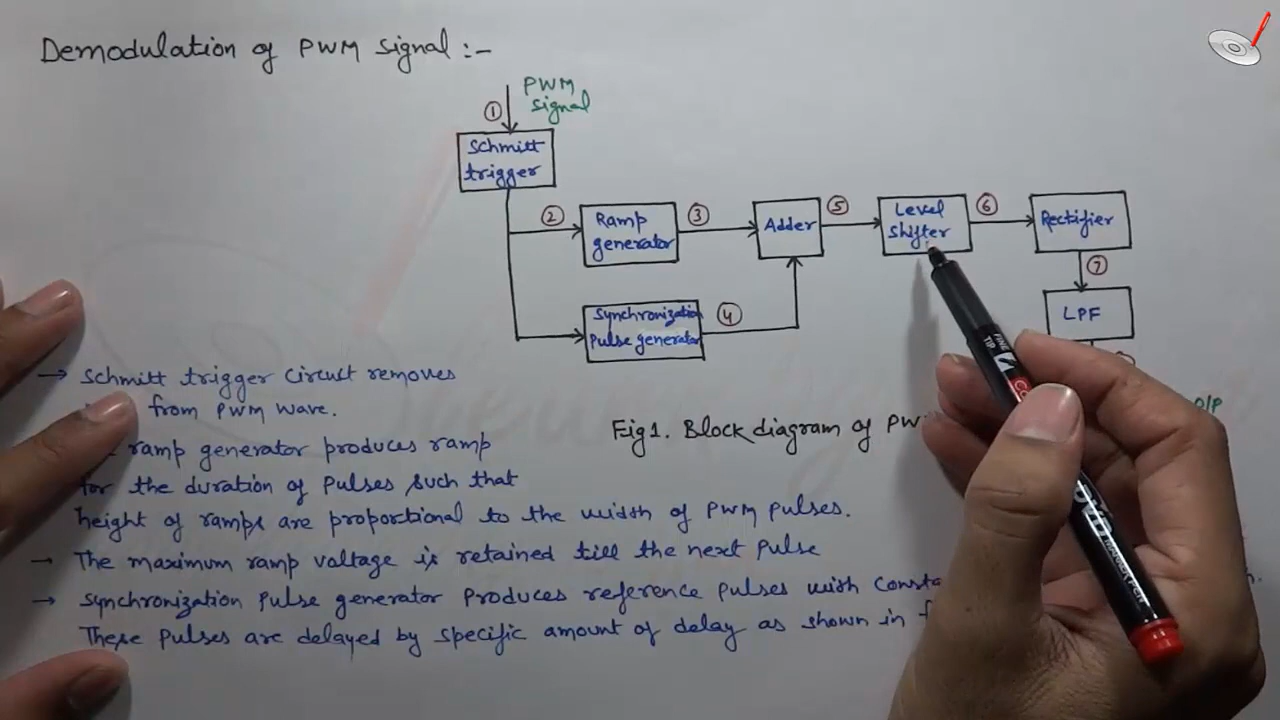 Demodulation of PWM signal :-
PWM
signal
①
Schmitt
trigger
②
Ramp
generator
③
Adder
⑤
Level
Shifter
⑥
Rectifier
⑦
Synchronization
Pulse generator
④
LPF
O/P
Fig 1. Block diagram of PW
→ Schmitt trigger circuit removes
from PWM wave.
ramp generator produces ramp
for the duration of pulses such that
height of ramps are proportional to the width of PWM pulses.
→ The maximum ramp voltage is retained till the next pulse
→ Synchronization pulse generator produces reference pulses with
These pulses are delayed by specific amount of delay as shown in
FINE
TIP